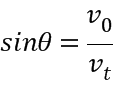 sinθ = v₀/vₜ